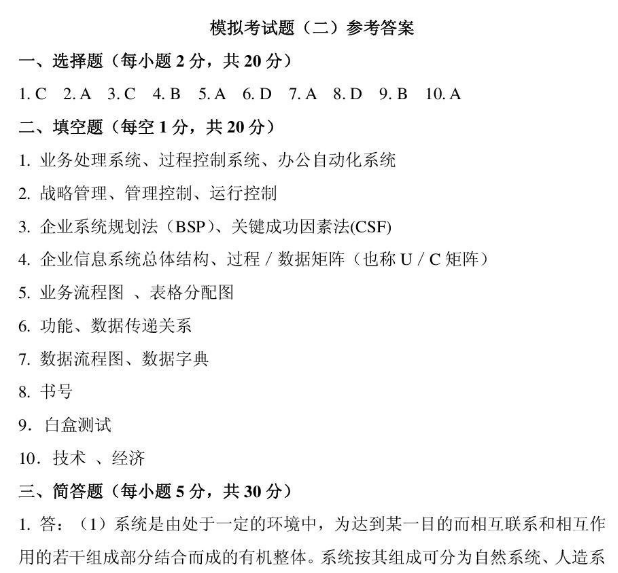 模拟考试题（二）参考答案
一、选择题（每小题 2 分，共 20 分）
1. C 2. A 3. C 4. B 5. A 6. D 7. A 8. D 9. B 10. A
二、填空题（每空 1 分，共 20 分）
1. 业务处理系统、过程控制系统、办公自动化系统
2. 战略管理、管理控制、运行控制
3. 企业系统规划法（BSP）、关键成功因素法(CSF)
4. 企业信息系统总体结构、过程／数据矩阵（也称 U／C 矩阵）
5. 业务流程图 、表格分配图
6. 功能、数据传递关系
7. 数据流程图、数据字典
8. 书号
9．白盒测试
10．技术 、经济
三、简答题（每小题 5 分，共 30 分）
1. 答：（1）系统是由处于一定的环境中，为达到某一目的而相互联系和相互作
用的若干组成部分结合而成的有机整体。系统按其组成可分为自然系统、人造系